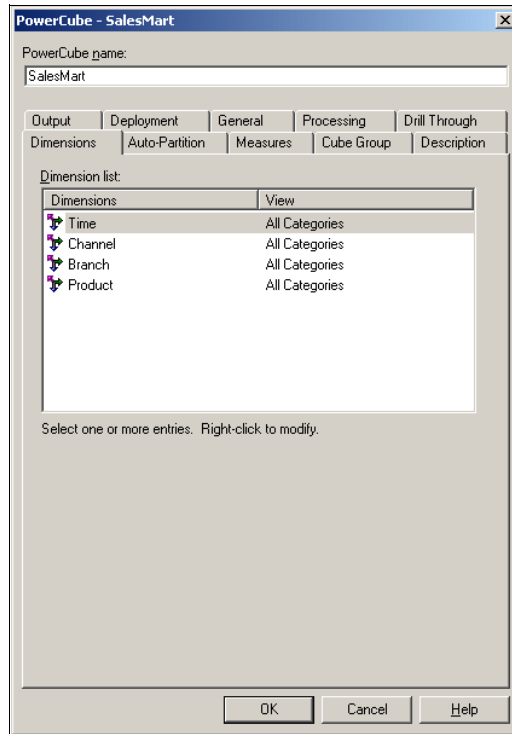 PowerCube - SalesMart
PowerCube name:
SalesMart
Output Deployment General Processing Drill Through
Dimensions Auto-Partition Measures Cube Group Description
Dimension list:
Dimensions View
Time All Categories
Channel All Categories
Branch All Categories
Product All Categories
Select one or more entries. Right-click to modify.
OK Cancel Help